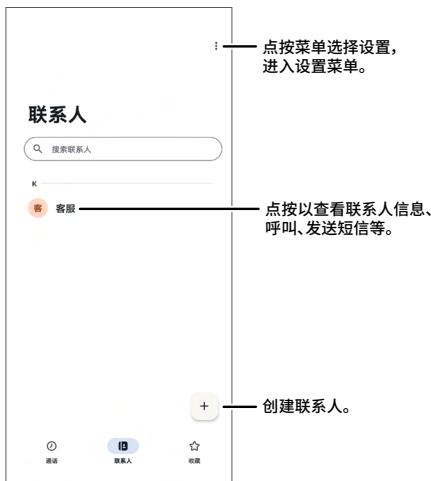 点按菜单选择设置，
进入设置菜单。
联系人
搜索联系人
K
客 客服
点按以查看联系人信息、
呼叫、发送短信等。
+
创建联系人。
通话 联系人 收藏